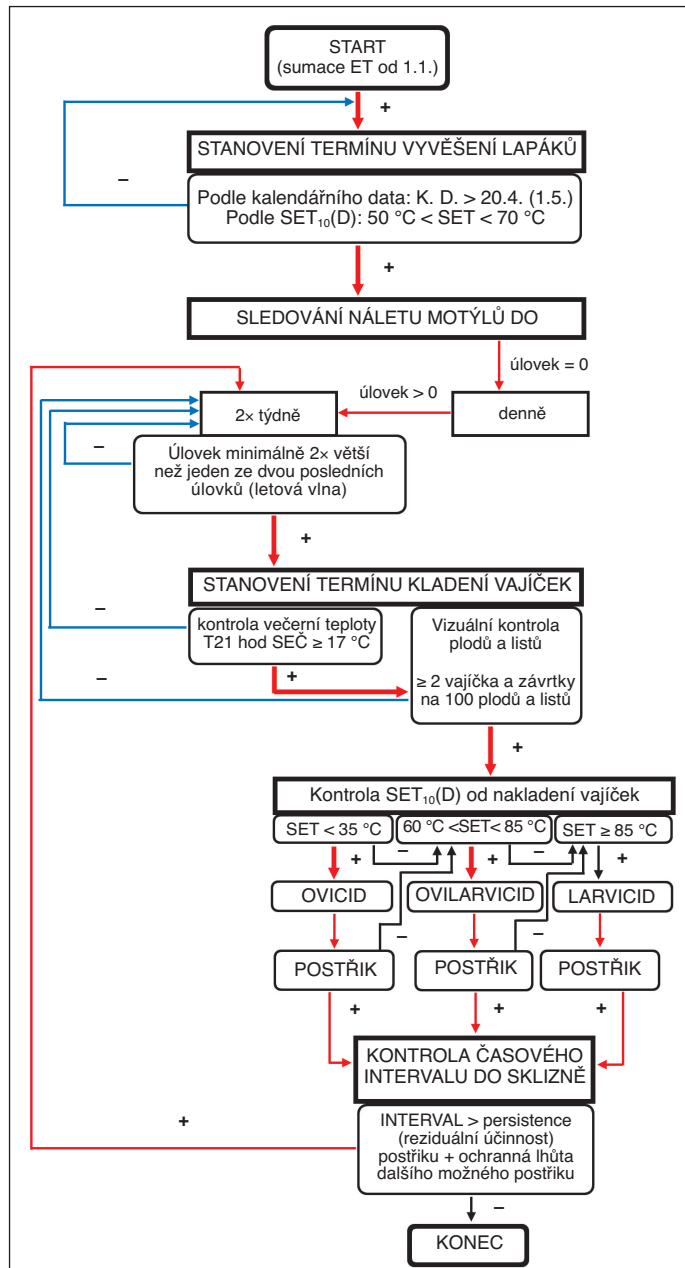 START
(sumace ET od 1.1.)
+
STANOVENÍ TERMÍNU VYVĚŠENÍ LAPÁKŮ
–
Podle kalendářního data: K. D. > 20.4. (1.5.)
Podle SET₁₀(D): 50 °C < SET < 70 °C
+
SLEDOVÁNÍ NÁLETU MOTÝLŮ DO
úlovek = 0
úlovek > 0
2× týdně
denně
–
Úlovek minimálně 2× větší
než jeden ze dvou posledních
úlovků (letová vlna)
+
STANOVENÍ TERMÍNU KLADENÍ VAJÍČEK
–
kontrola večerní teploty
T21 hod SEČ ≥ 17 °C
+
–
Vizuální kontrola
plodů a listů
≥ 2 vajíčka a závrtky
na 100 plodů a listů
+
Kontrola SET₁₀(D) od nakladení vajíček
SET < 35 °C
60 °C <SET< 85 °C
SET ≥ 85 °C
+
–
+
–
+
OVICID
OVILARVICID
LARVICID
–
–
POSTŘIK
POSTŘIK
POSTŘIK
+
+
+
KONTROLA ČASOVÉHO
INTERVALU DO SKLIZNĚ
+
INTERVAL > persistence
(reziduální účinnost)
postřiku + ochranná lhůta
dalšího možného postřiku
–
KONEC